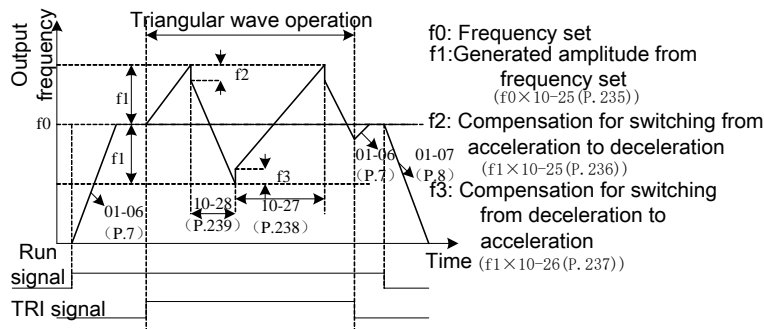 Triangular wave operation
Output
frequency
f2
f1
f0
f1
f3
01-06
(P.7)
10-28
(P.239)
10-27
(P.238)
01-06
(P.7)
01-07
(P.8)
Time
Run
signal
TRI signal
f0: Frequency set
f1:Generated amplitude from
frequency set
(f0×10-25(P.235))
f2: Compensation for switching from
acceleration to deceleration
(f1×10-25(P.236))
f3: Compensation for switching
from deceleration to
acceleration
(f1×10-26(P.237))